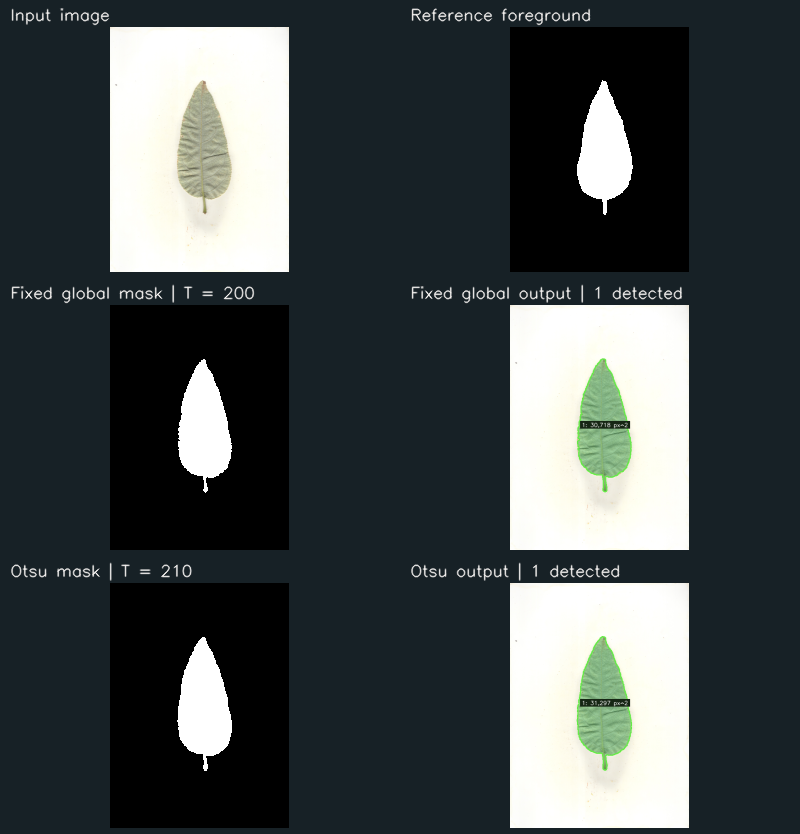 Input image
Reference foreground
Fixed global mask | T = 200
Fixed global output | 1 detected
1: 30,718 px^2
Otsu mask | T = 210
Otsu output | 1 detected
1: 31,297 px^2